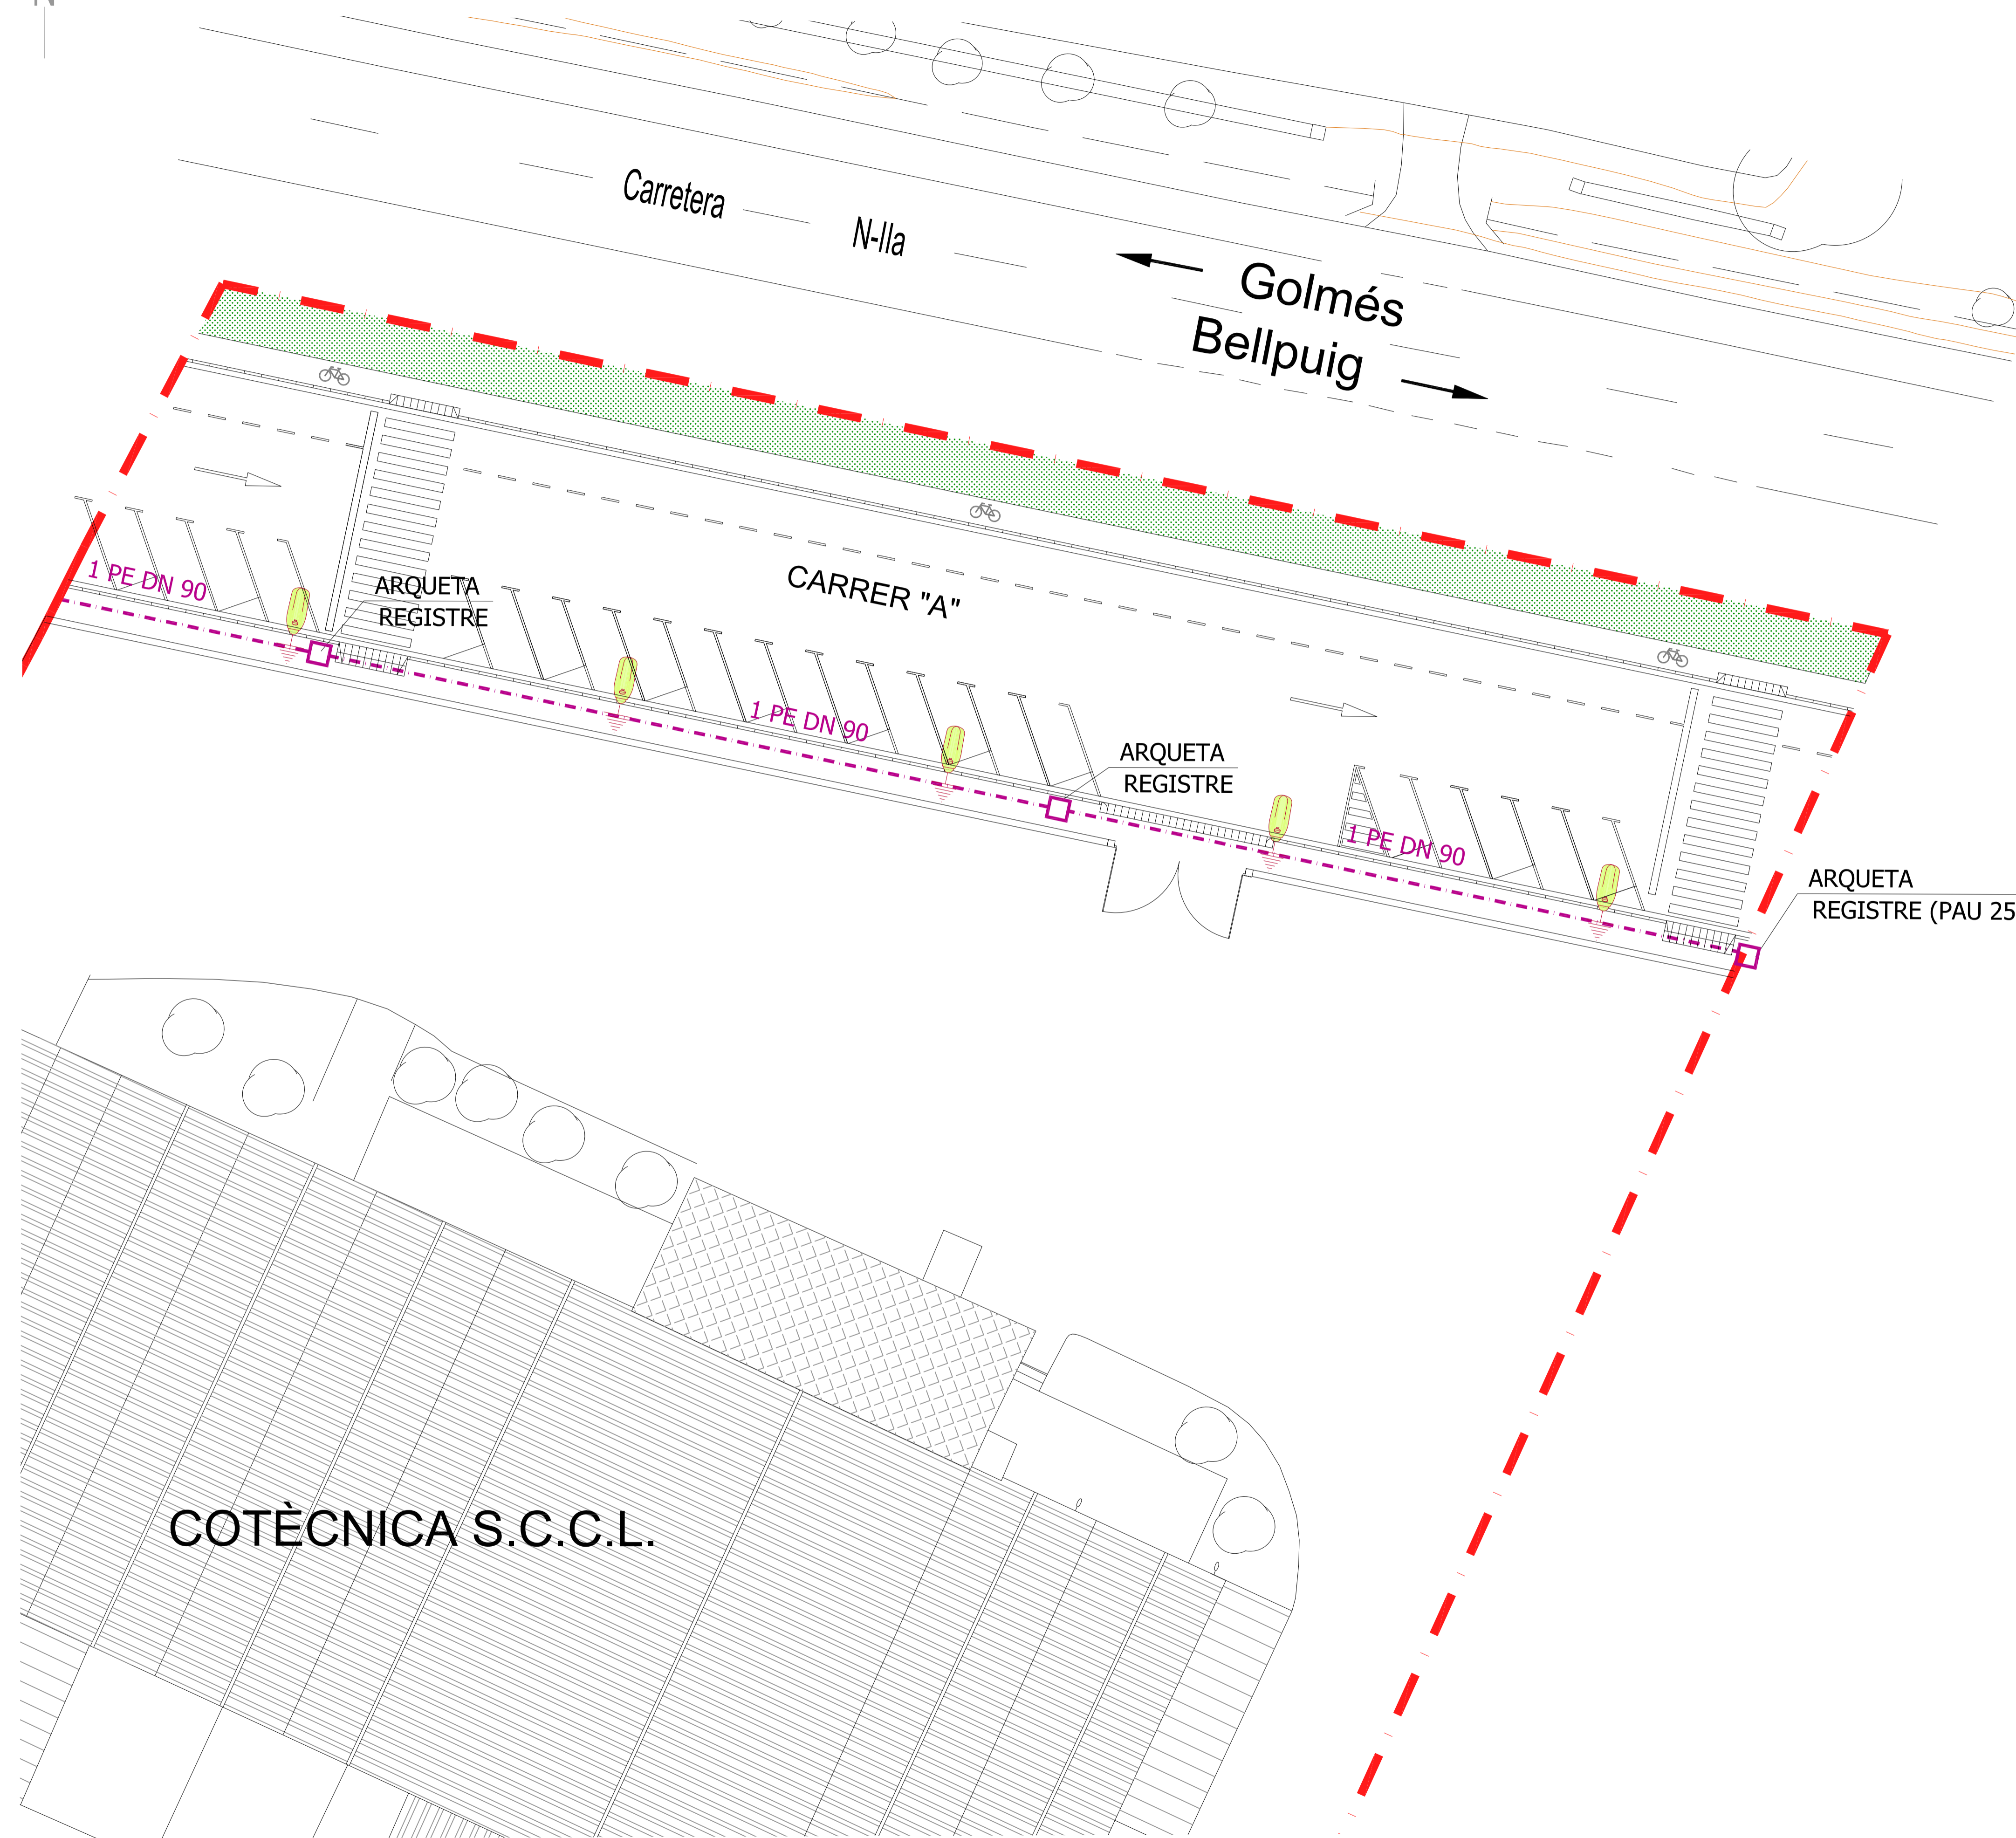 N
Carretera
N-IIa
Golmés
Bellpuig
CARRER "A"
1 PE DN 90
ARQUETA
REGISTRE
1 PE DN 90
ARQUETA
REGISTRE
1 PE DN 90
ARQUETA
REGISTRE (PAU 25
COTÈCNICA S.C.C.L.